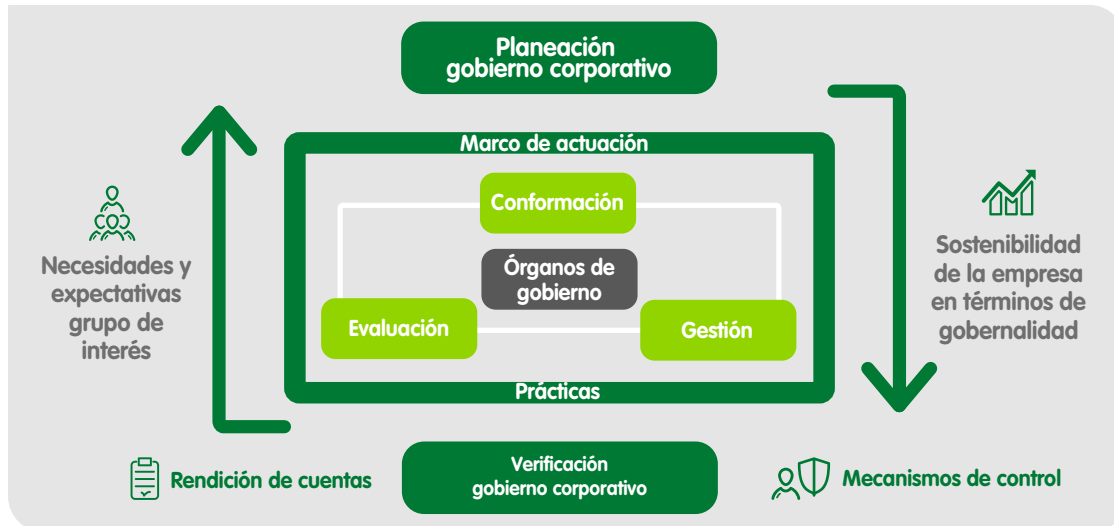 Planeación
gobierno corporativo
Marco de actuación
Conformación
Órganos de
gobierno
Evaluación
Gestión
Prácticas
Necesidades y
expectativas
grupo de
interés
Sostenibilidad
de la empresa
en términos de
gobernalidad
Rendición de cuentas
Verificación
gobierno corporativo
Mecanismos de control